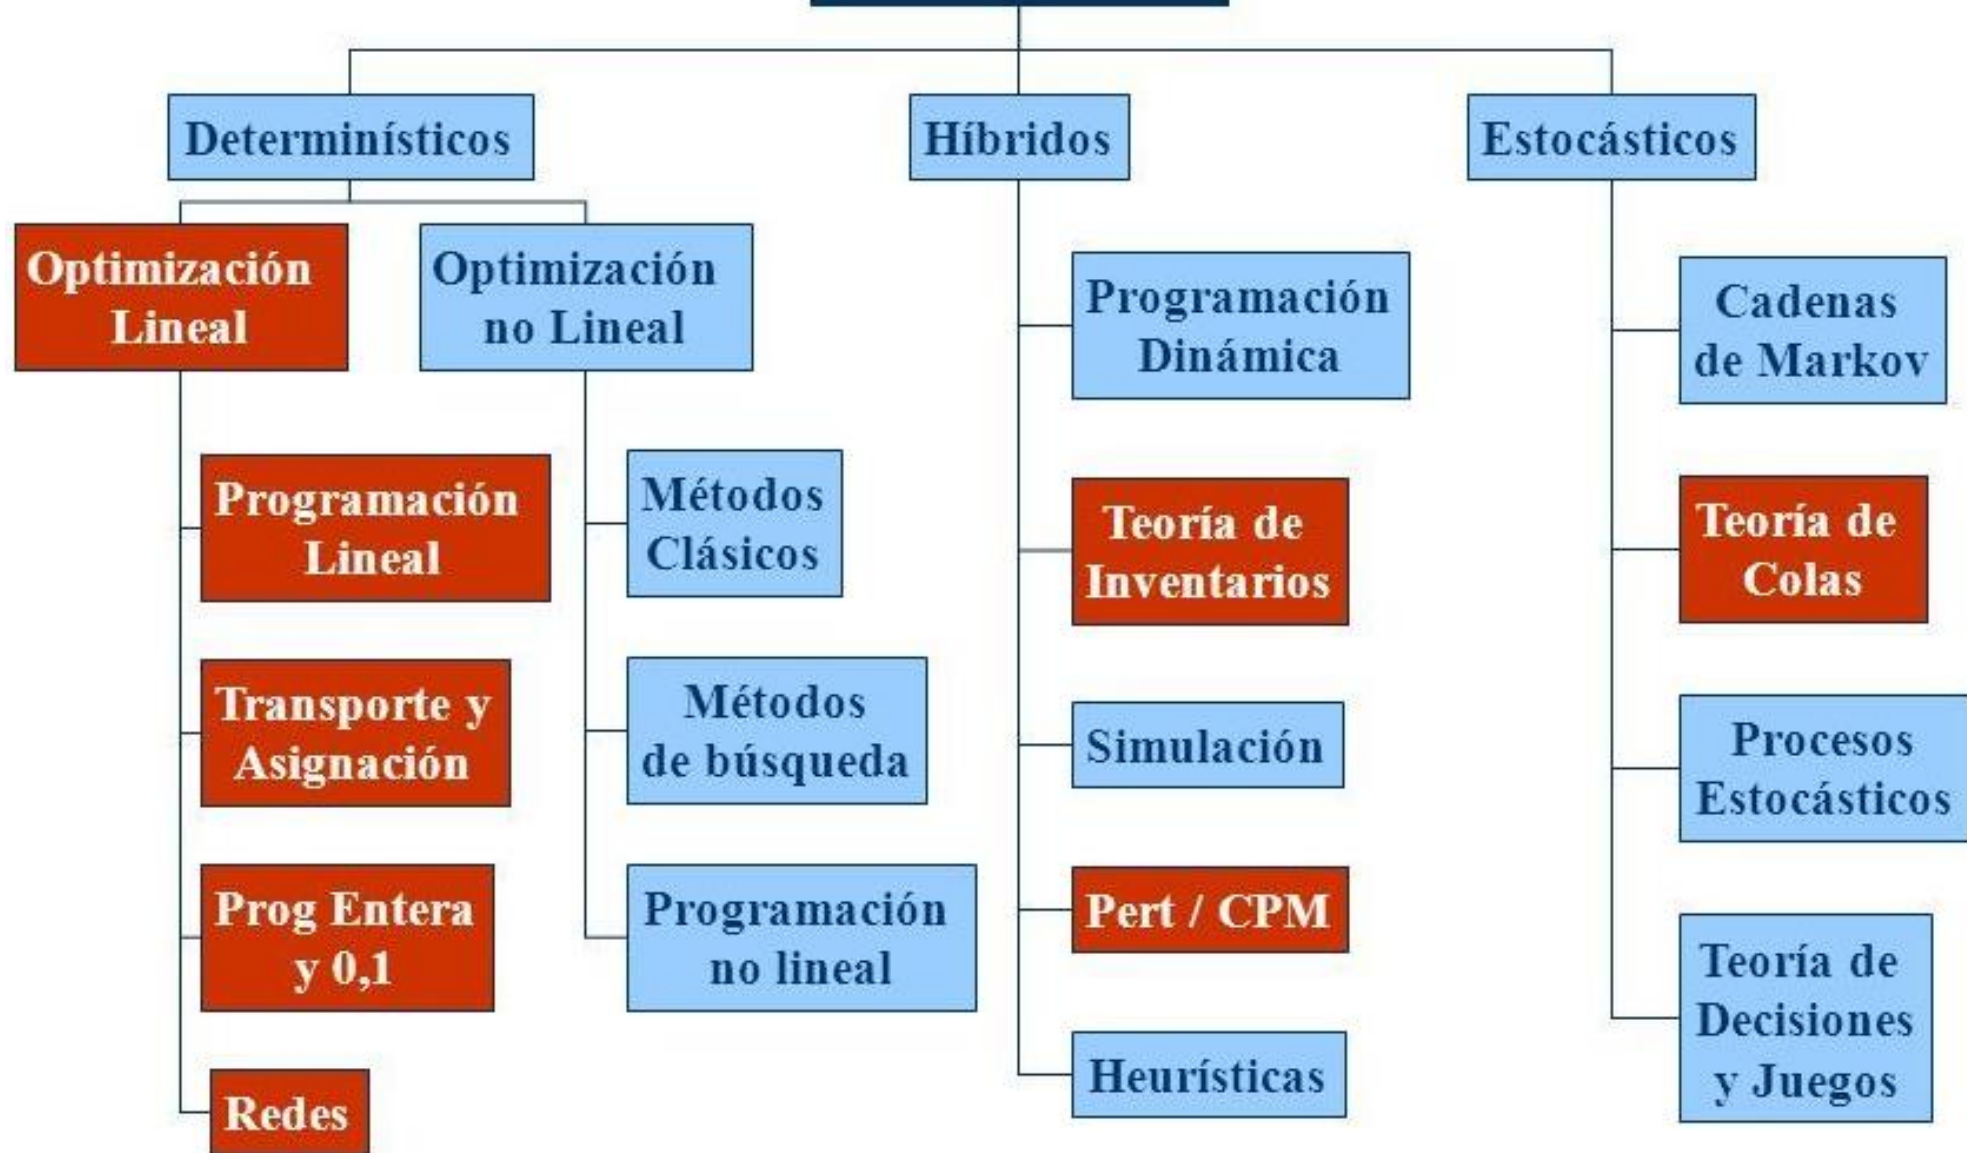 Determinísticos
Híbridos
Estocásticos
Optimización
Lineal
Optimización
no Lineal
Programación
Lineal
Transporte y
Asignación
Prog Entera
y 0,1
Redes
Métodos
Clásicos
Métodos
de búsqueda
Programación
no lineal
Programación
Dinámica
Teoría de
Inventarios
Simulación
Pert / CPM
Heurísticas
Cadenas
de Markov
Teoría de
Colas
Procesos
Estocásticos
Teoría de
Decisiones
y Juegos